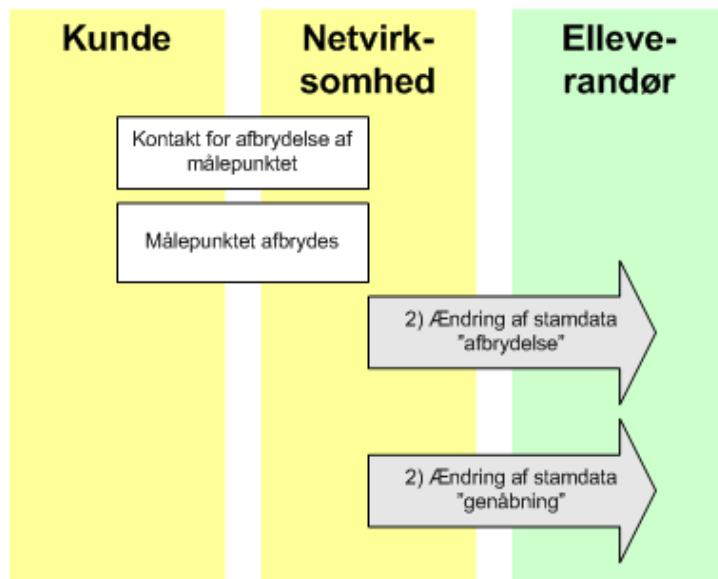 Kunde
Netvirk-
somhed
Elleve-
randør
Kontakt for afbrydelse af
målepunktet
Målepunktet afbrydes
2) Ændring af stamdata
”afbrydelse”
2) Ændring af stamdata
”genåbning”